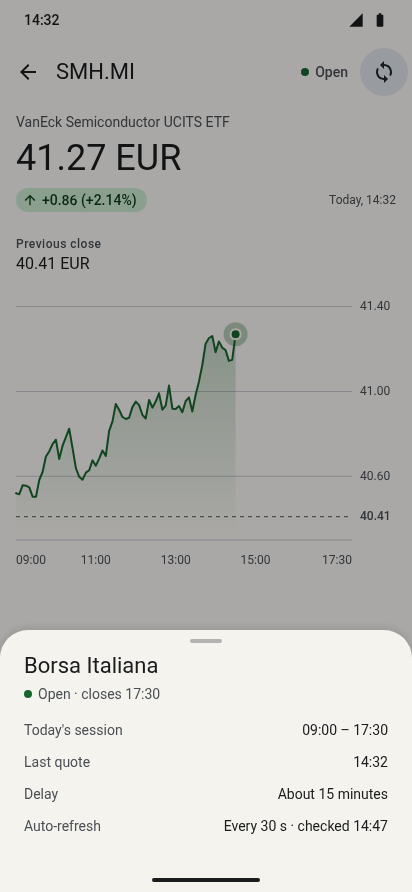 14:32
SMH.MI
Open
VanEck Semiconductor UCITS ETF
41.27 EUR
+0.86 (+2.14%)
Today, 14:32
Previous close
40.41 EUR
41.40
41.00
40.60
40.41
09:00 11:00 13:00 15:00 17:30
Borsa Italiana
Open · closes 17:30
Today's session 09:00 – 17:30
Last quote 14:32
Delay About 15 minutes
Auto-refresh Every 30 s · checked 14:47